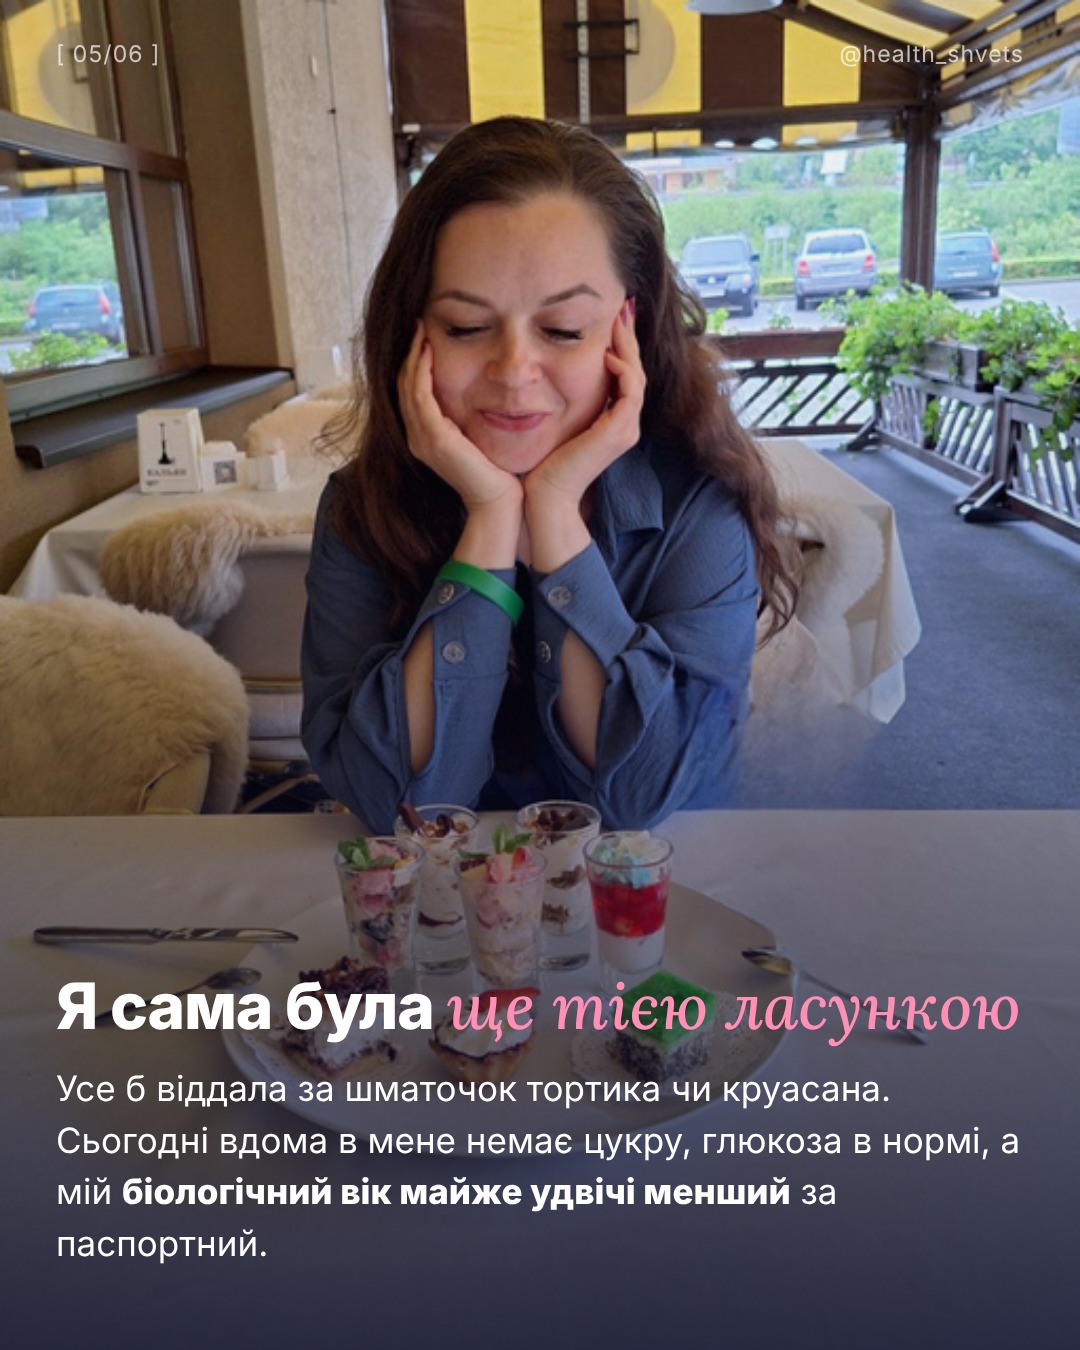 [ 05/06 ]
@health_shvets
КАЛЬЯН
Я сама була ще тією ласункою
Усе б віддала за шматочок тортика чи круасана.
Сьогодні вдома в мене немає цукру, глюкоза в нормі, а
мій біологічний вік майже удвічі менший за
паспортний.